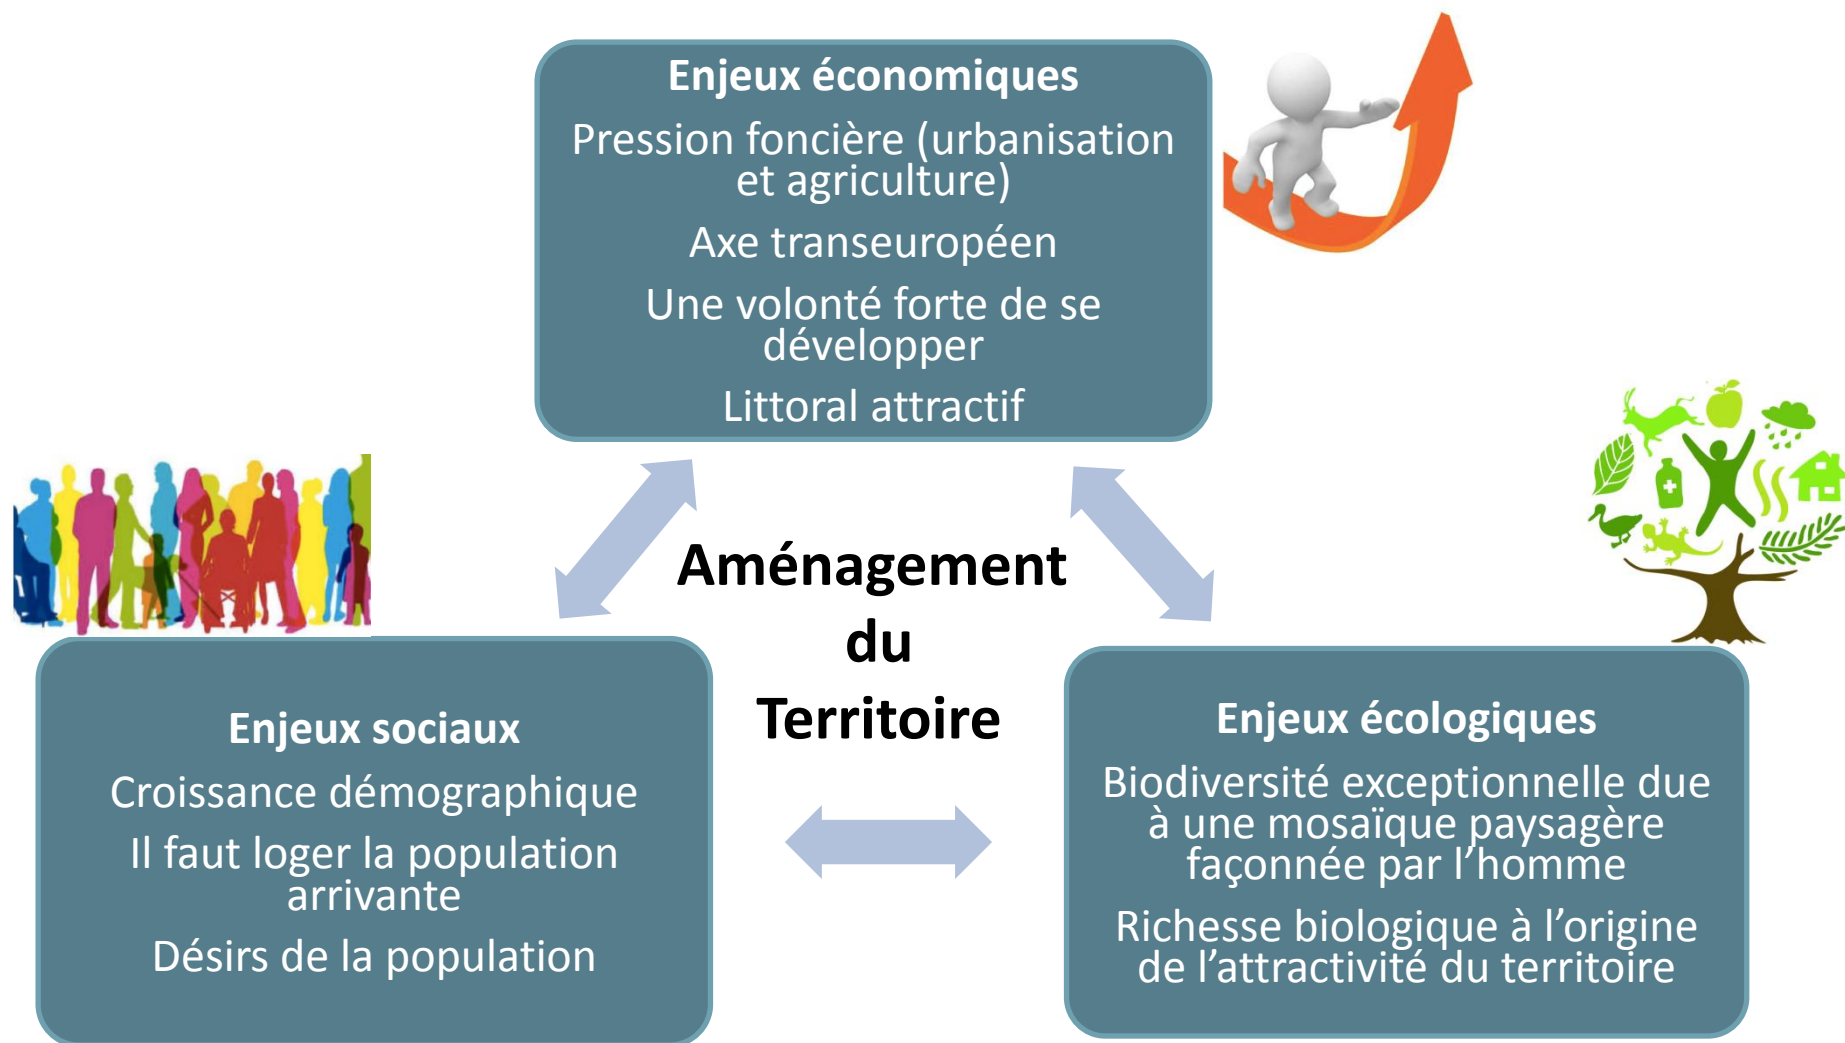 Enjeux économiques
Pression foncière (urbanisation
et agriculture)
Axe transeuropéen
Une volonté forte de se
développer
Littoral attractif
Aménagement
du
Territoire
Enjeux sociaux
Croissance démographique
Il faut loger la population
arrivante
Désirs de la population
Enjeux écologiques
Biodiversité exceptionnelle due
à une mosaïque paysagère
façonnée par l’homme
Richesse biologique à l’origine
de l’attractivité du territoire